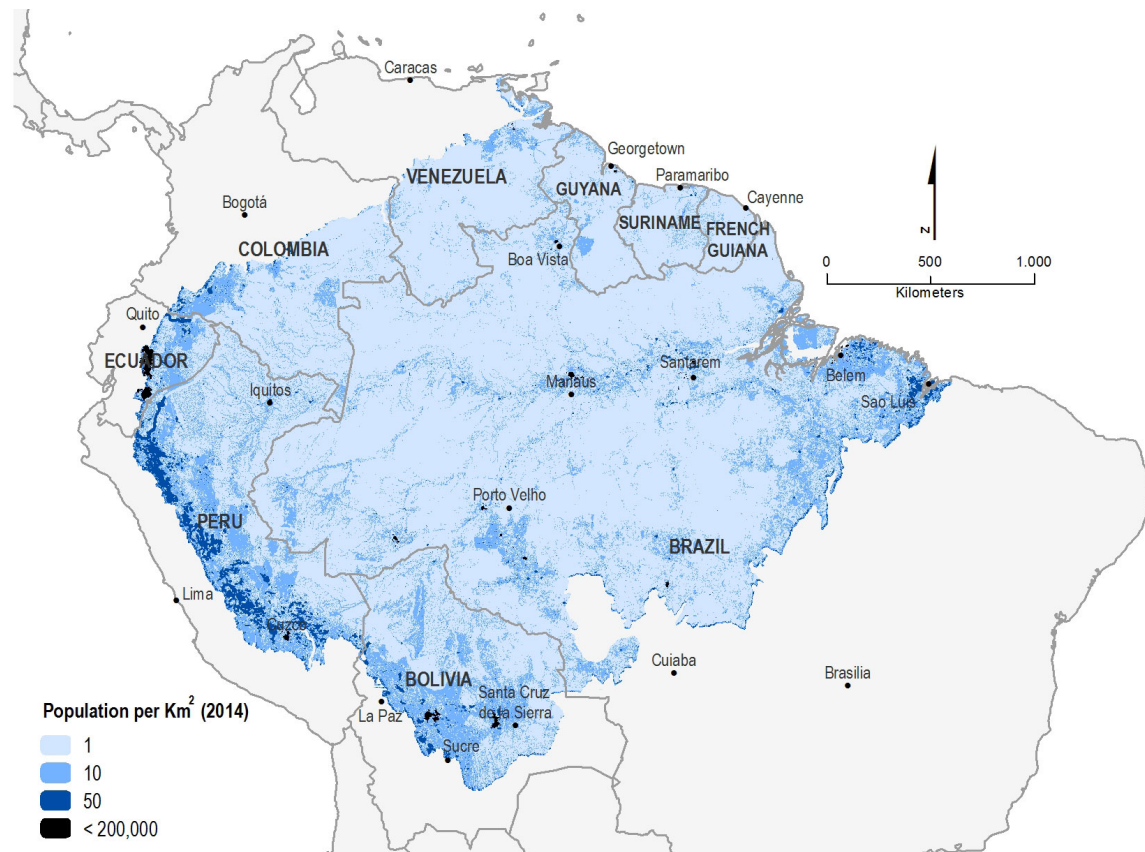 Caracas
Georgetown
VENEZUELA
Paramaribo
GUYANA
Cayenne
Bogotá
SURINAME
FRENCH
GUIANA
COLOMBIA
Boa Vista
N
0 500 1.000
Kilometers
Quito
ECUADOR
Iquitos
Manaus
Santarem
Belem
Sao Luis
Porto Velho
PERU
BRAZIL
Lima
Cuzco
Cuiaba
Brasilia
BOLIVIA
La Paz
Santa Cruz
de la Sierra
Sucre
Population per Km² (2014)
1
10
50
< 200,000